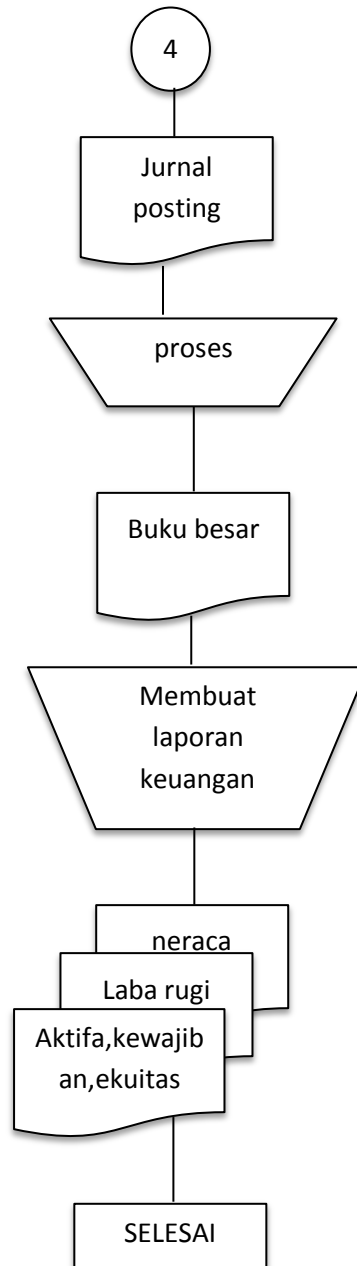 4
Jurnal
posting
proses
Buku besar
Membuat
laporan
keuangan
neraca
Laba rugi
Aktifa,kewajib
an,ekuitas
SELESAI